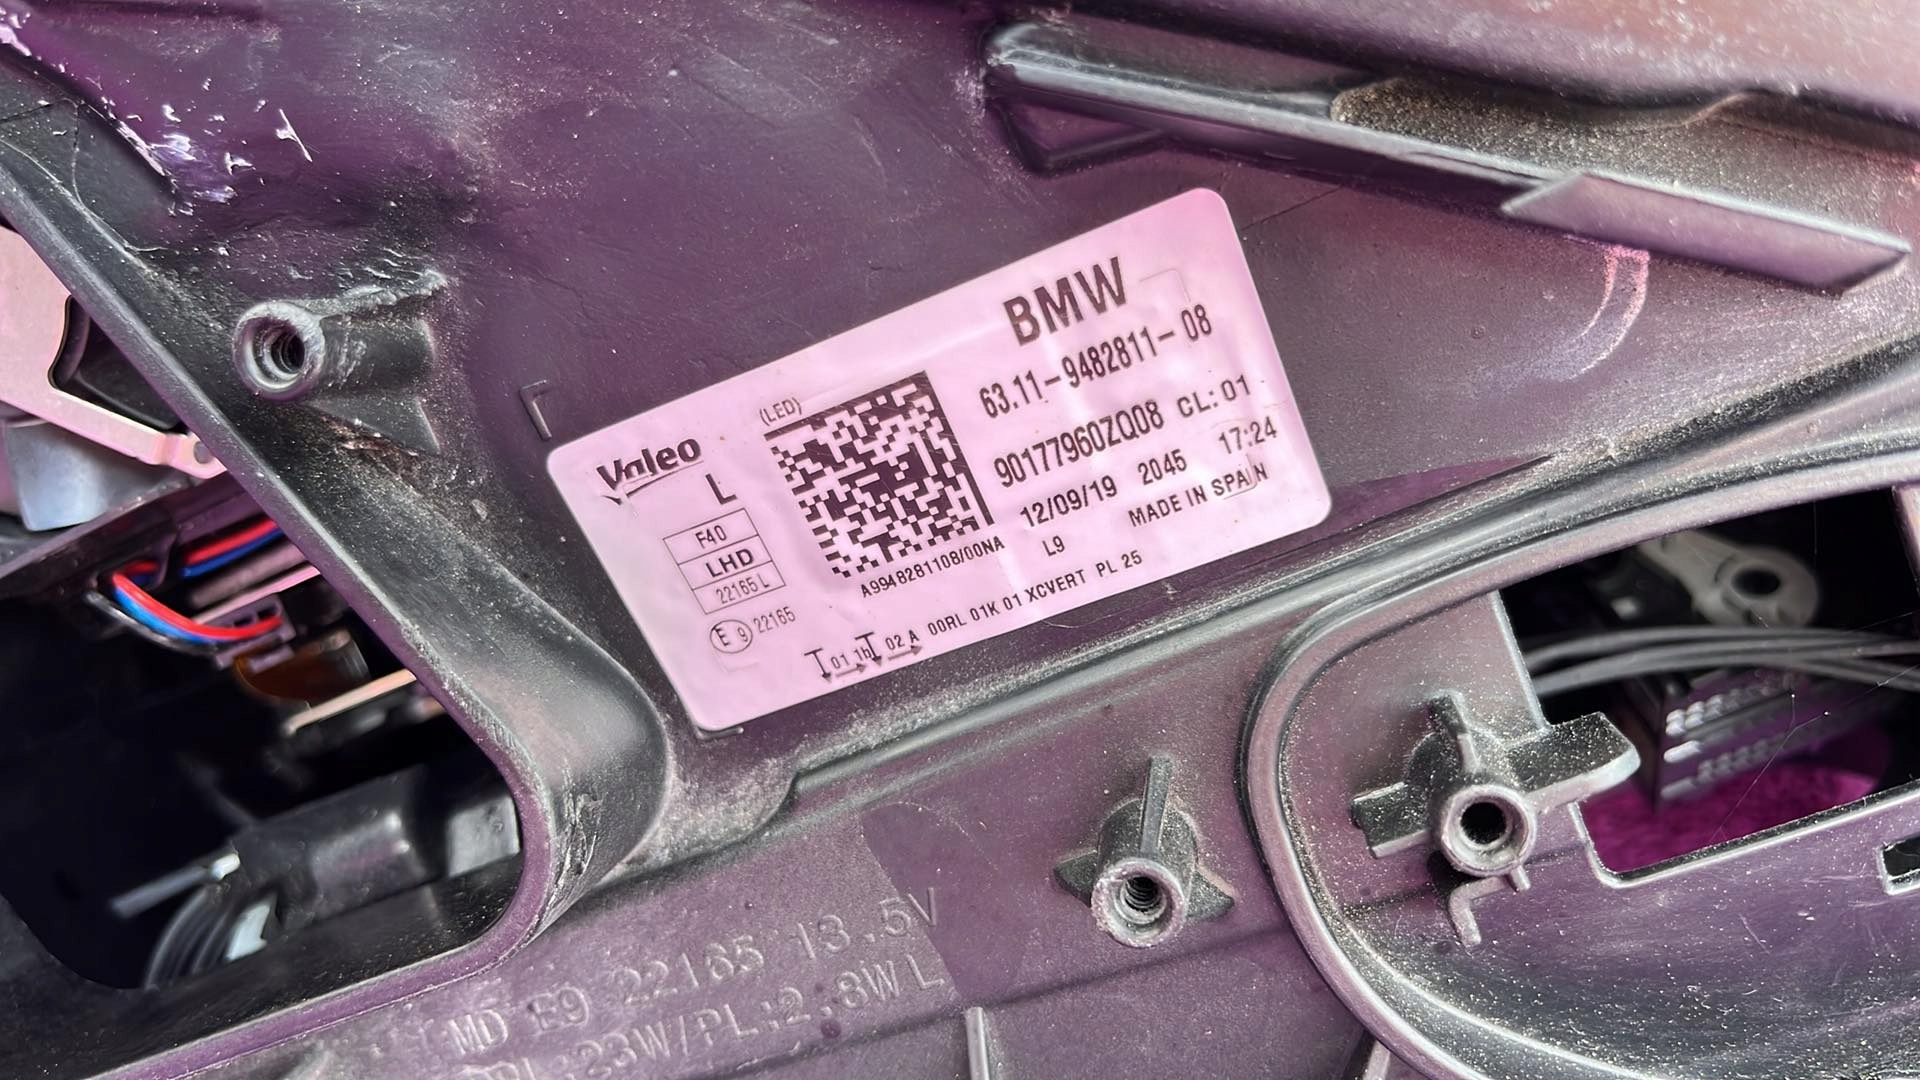 BMW
63.11-9482811-08
90177960ZQ08 CL:01
12/09/19 2045 17:24
L9 MADE IN SPAIN
Valeo
L
(LED)
F40
LHD
22165 L
E 9 22165
A9948281108/00NA
01 1b 02 A 00RL 01K 01 XCVERT PL 25
MD E9 22165 13.5V
:23W/PL:2.8W L